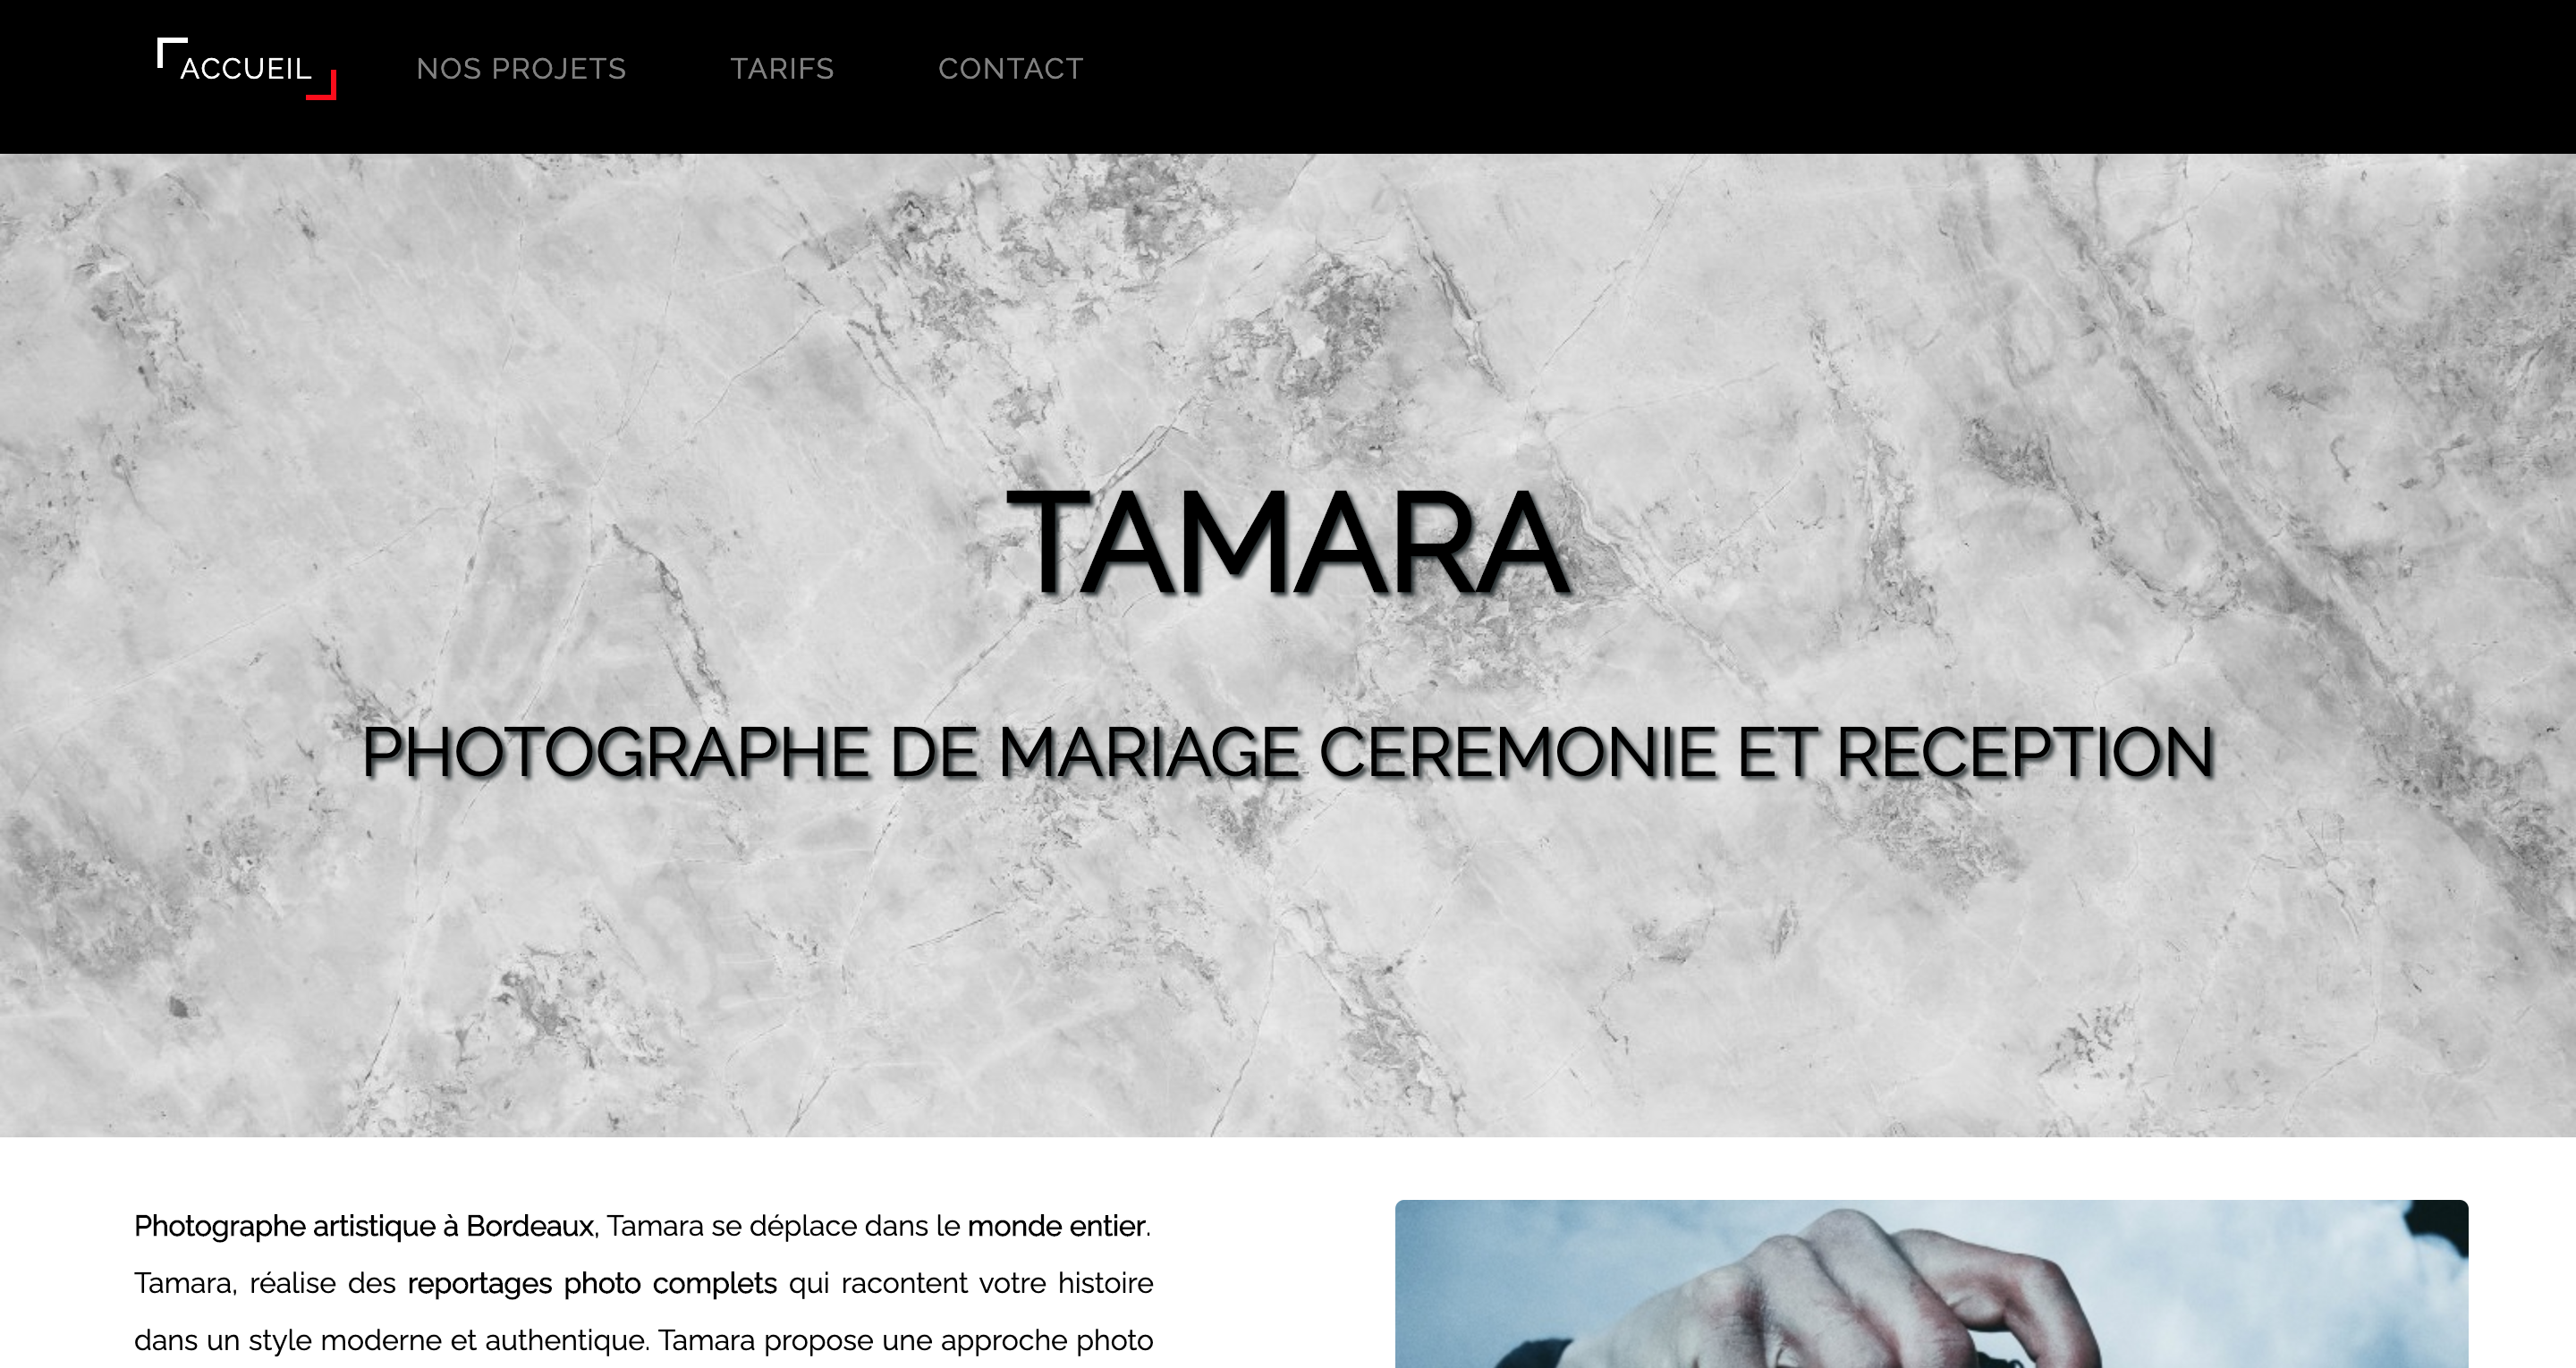 ACCUEIL NOS PROJETS TARIFS CONTACT
TAMARA
PHOTOGRAPHE DE MARIAGE CEREMONIE ET RECEPTION
Photographe artistique à Bordeaux, Tamara se déplace dans le monde entier.
Tamara, réalise des reportages photo complets qui racontent votre histoire
dans un style moderne et authentique. Tamara propose une approche photo